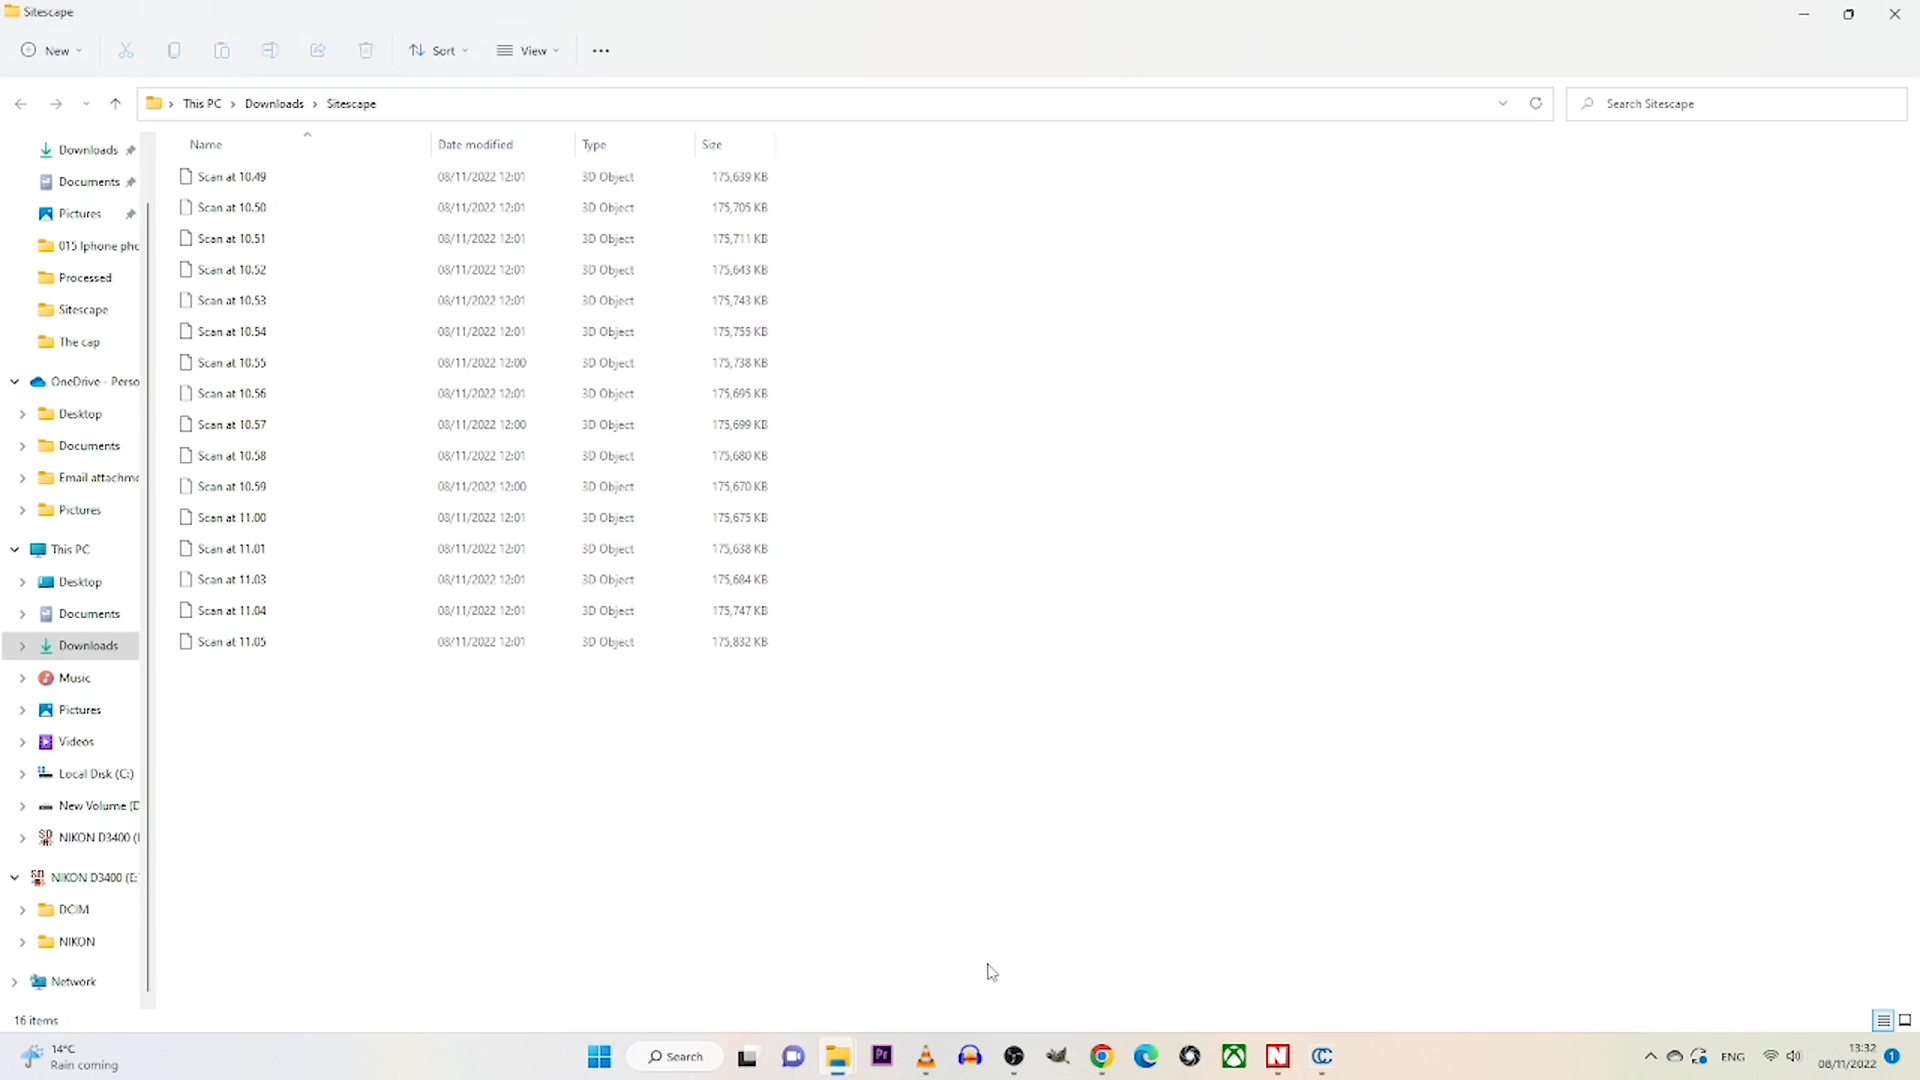 Sitescape
New
Sort
View
This PC > Downloads > Sitescape
Search Sitescape
Name Date modified Type Size
Scan at 10.49 08/11/2022 12:01 3D Object 175,639 KB
Scan at 10.50 08/11/2022 12:01 3D Object 175,705 KB
Scan at 10.51 08/11/2022 12:01 3D Object 175,711 KB
Scan at 10.52 08/11/2022 12:01 3D Object 175,643 KB
Scan at 10.53 08/11/2022 12:01 3D Object 175,743 KB
Scan at 10.54 08/11/2022 12:01 3D Object 175,755 KB
Scan at 10.55 08/11/2022 12:00 3D Object 175,738 KB
Scan at 10.56 08/11/2022 12:01 3D Object 175,695 KB
Scan at 10.57 08/11/2022 12:00 3D Object 175,699 KB
Scan at 10.58 08/11/2022 12:01 3D Object 175,680 KB
Scan at 10.59 08/11/2022 12:00 3D Object 175,670 KB
Scan at 11.00 08/11/2022 12:01 3D Object 175,675 KB
Scan at 11.01 08/11/2022 12:01 3D Object 175,638 KB
Scan at 11.03 08/11/2022 12:01 3D Object 175,684 KB
Scan at 11.04 08/11/2022 12:01 3D Object 175,747 KB
Scan at 11.05 08/11/2022 12:01 3D Object 175,832 KB
Downloads
Documents
Pictures
015 Iphone phc
Processed
Sitescape
The cap
OneDrive - Perso
Desktop
Documents
Email attachme
Pictures
This PC
Desktop
Documents
Downloads
Music
Pictures
Videos
Local Disk (C:)
New Volume (D
NIKON D3400 (
NIKON D3400 (E:
DCIM
NIKON
Network
16 items
14°C
Rain coming
Search
Pr
N
CC
ENG
13:32
08/11/2022
1